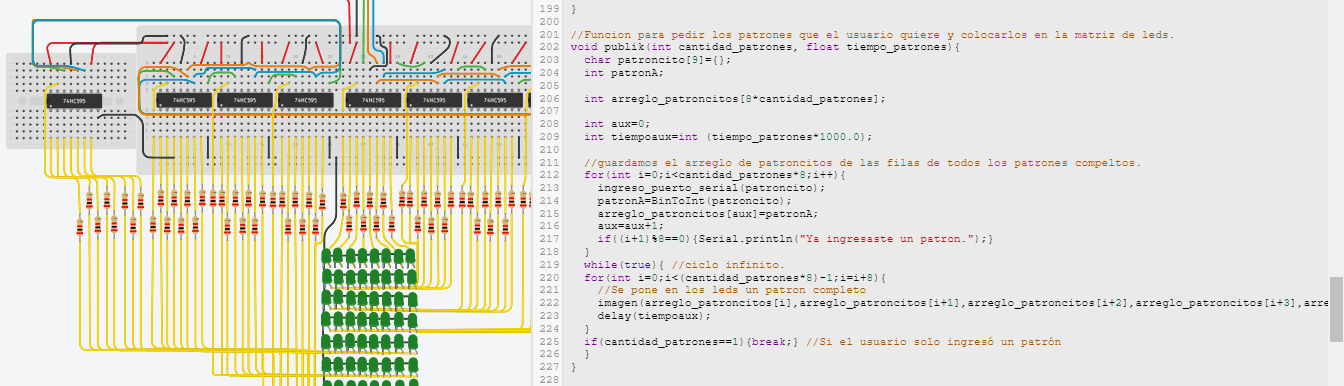 74HC595
74HC595
74HC595
74HC595
74HC595
74HC595
74HC595
199 }
200
201 //Funcion para pedir los patrones que el usuario quiere y colocarlos en la matriz de leds.
202 void publik(int cantidad_patrones, float tiempo_patrones){
203 char patroncito[9]={};
204 int patronA;
205
206 int arreglo_patroncitos[8*cantidad_patrones];
207
208 int aux=0;
209 int tiempoaux=int (tiempo_patrones*1000.0);
210
211 //guardamos el arreglo de patroncitos de las filas de todos los patrones compeltos.
212 for(int i=0;i<cantidad_patrones*8;i++){
213 ingreso_puerto_serial(patroncito);
214 patronA=BinToInt(patroncito);
215 arreglo_patroncitos[aux]=patronA;
216 aux=aux+1;
217 if((i+1)%8==0){Serial.println("Ya ingresaste un patron.");}
218 }
219 while(true){ //ciclo infinito.
220 for(int i=0;i<(cantidad_patrones*8)-1;i=i+8){
221 //Se pone en los leds un patron completo
222 imagen(arreglo_patroncitos[i],arreglo_patroncitos[i+1],arreglo_patroncitos[i+2],arreglo_patroncitos[i+3],arre
223 delay(tiempoaux);
224 }
225 if(cantidad_patrones==1){break;} //Si el usuario solo ingresó un patrón
226 }
227 }
228